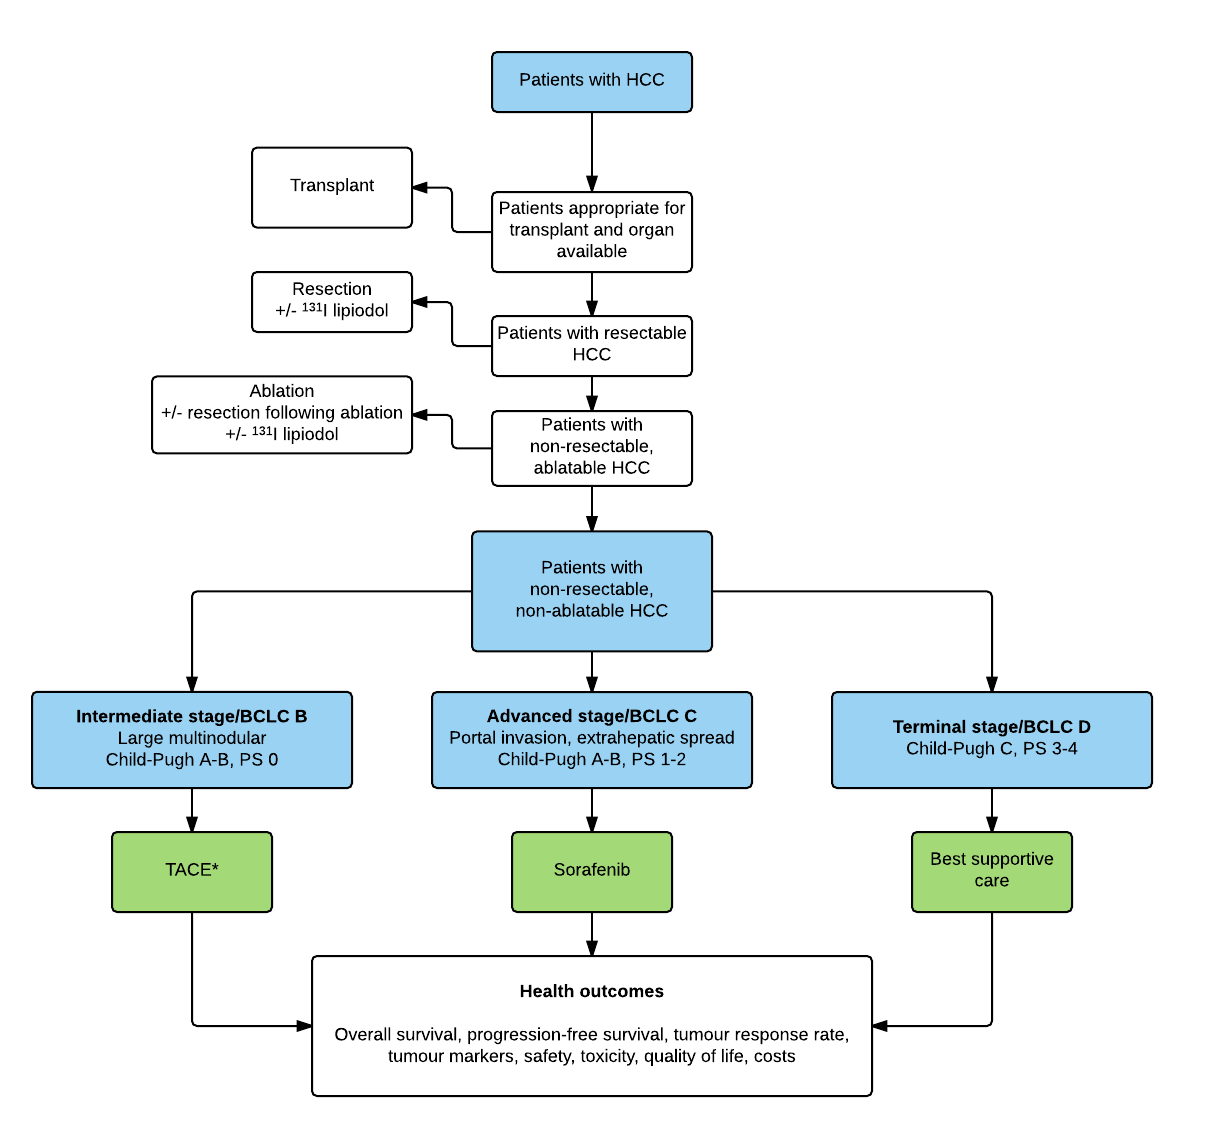 Patients with HCC
Transplant
Patients appropriate for
transplant and organ
available
Resection
+/- ¹³¹I lipiodol
Patients with resectable
HCC
Ablation
+/- resection following ablation
+/- ¹³¹I lipiodol
Patients with
non-resectable,
ablatable HCC
Patients with
non-resectable,
non-ablatable HCC
Intermediate stage/BCLC B
Large multinodular
Child-Pugh A-B, PS 0
Advanced stage/BCLC C
Portal invasion, extrahepatic spread
Child-Pugh A-B, PS 1-2
Terminal stage/BCLC D
Child-Pugh C, PS 3-4
TACE*
Sorafenib
Best supportive
care
Health outcomes
Overall survival, progression-free survival, tumour response rate,
tumour markers, safety, toxicity, quality of life, costs